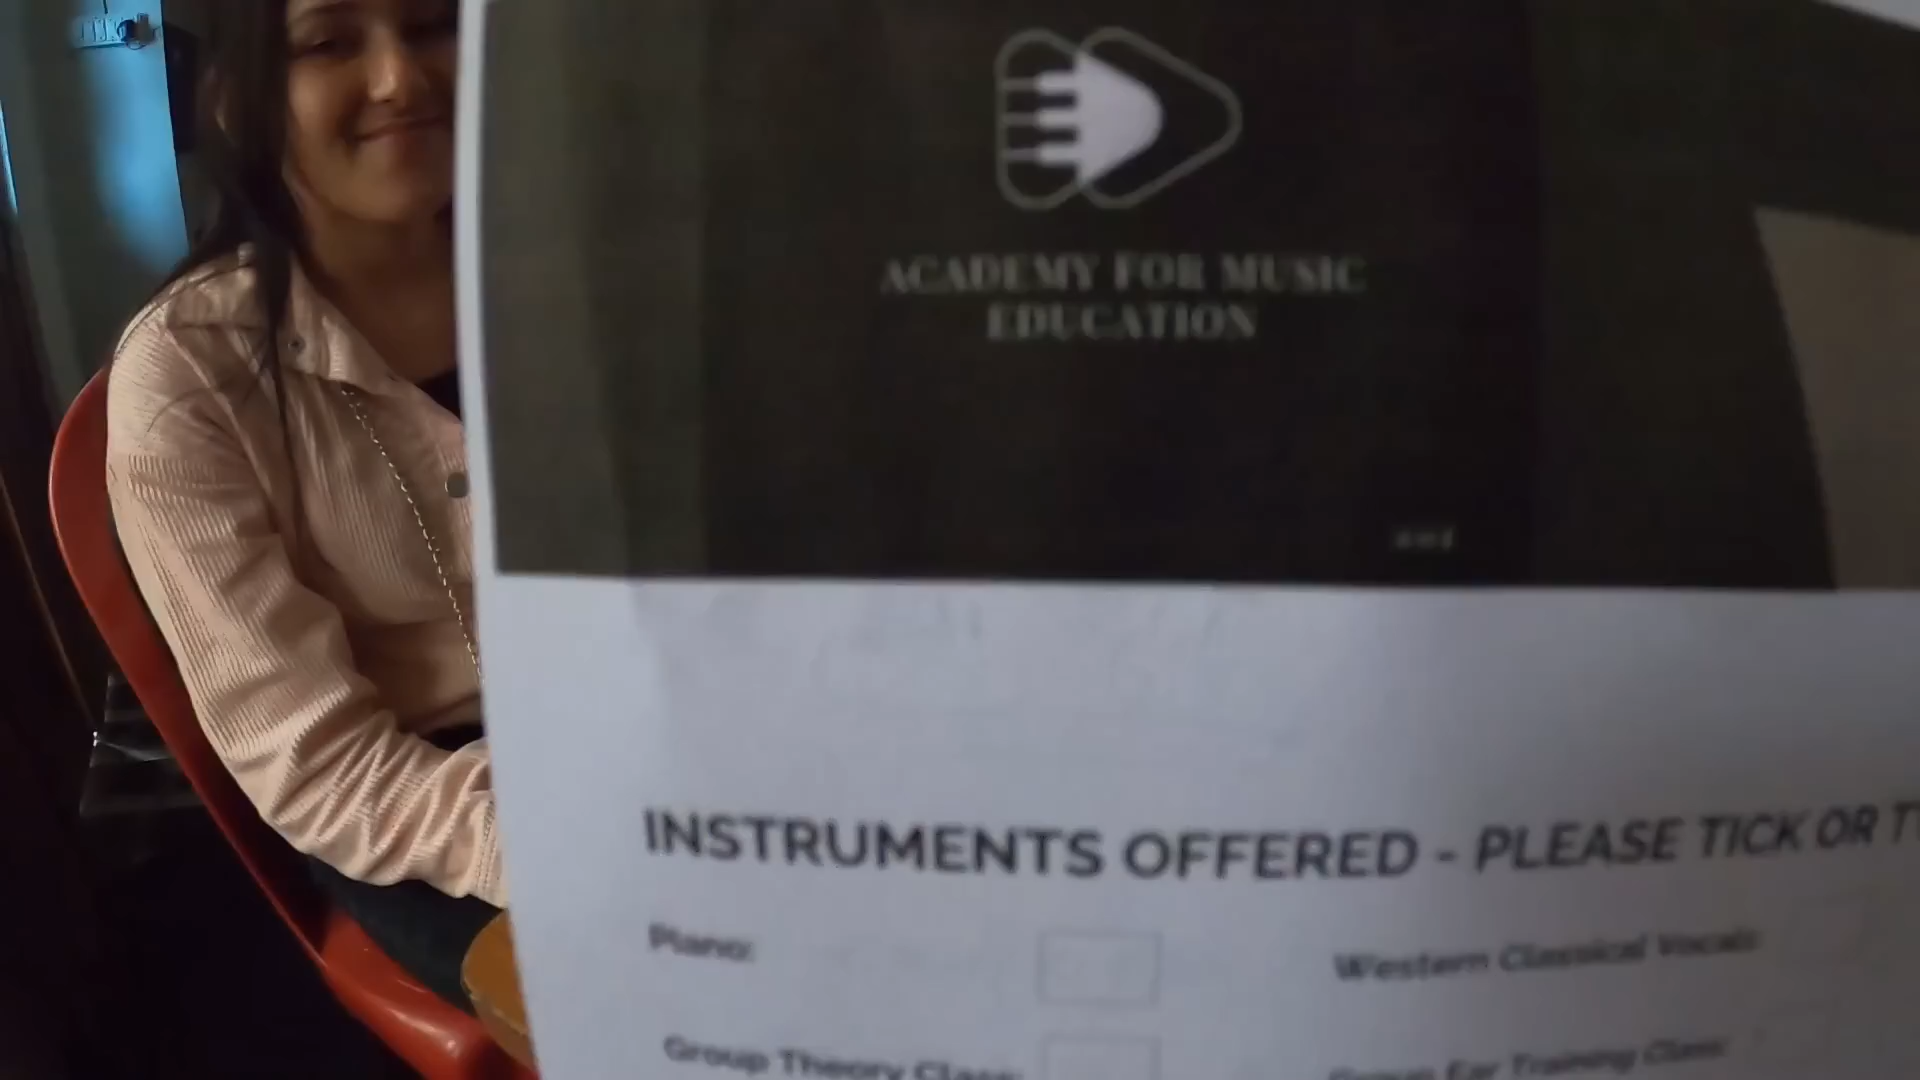 ACADEMY FOR MUSIC
EDUCATION
INSTRUMENTS OFFERED - PLEASE TICK OR
Piano:
Western Classical Vocals:
Group Theory Class:
Group Ear Training Class: